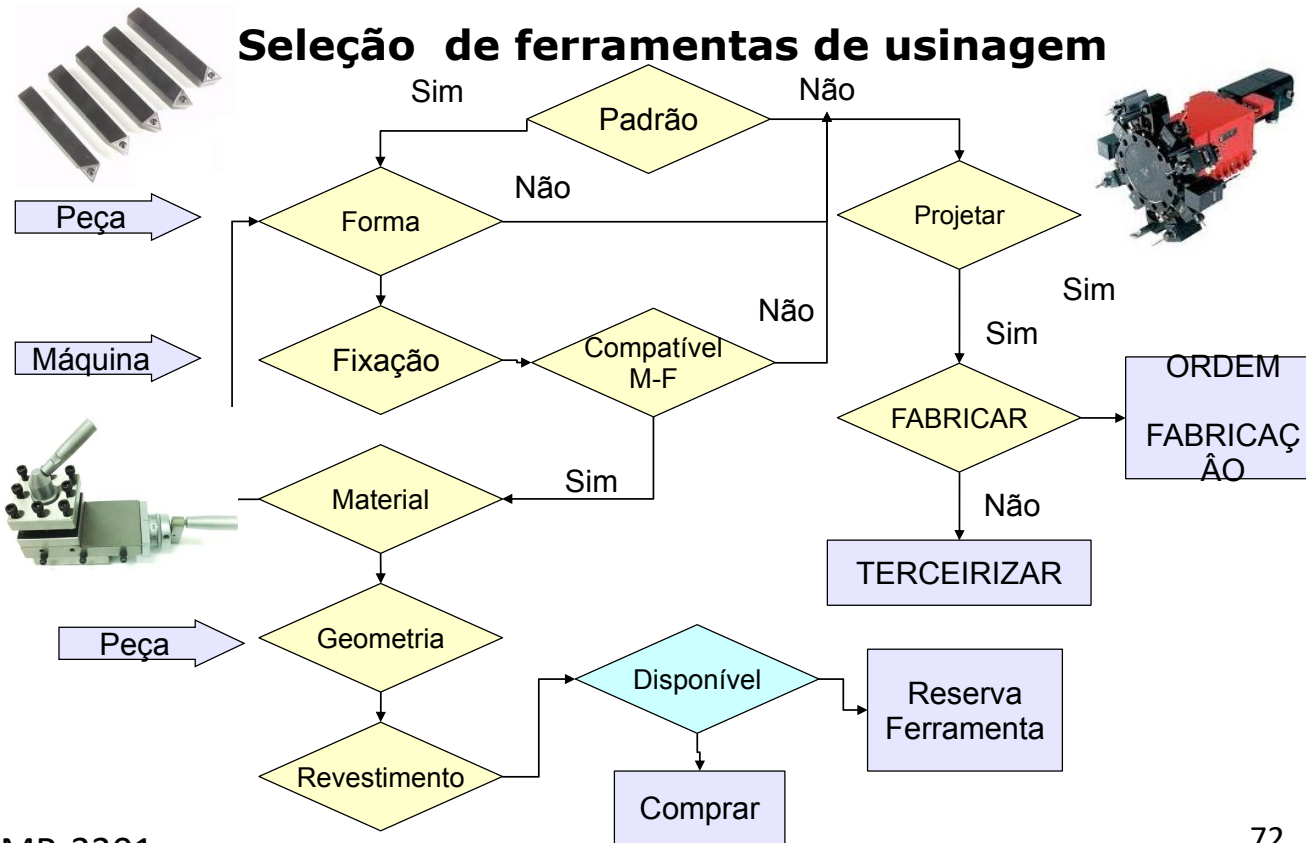 Seleção de ferramentas de usinagem
Sim
Padrão
Não
Peça
Forma
Não
Projetar
Máquina
Fixação
Compatível
M-F
Não
Sim
Sim
FABRICAR
ORDEM
FABRICAÇ
ÂO
Material
Sim
Não
TERCEIRIZAR
Peça
Geometria
Disponível
Reserva
Ferramenta
Revestimento
Comprar
72